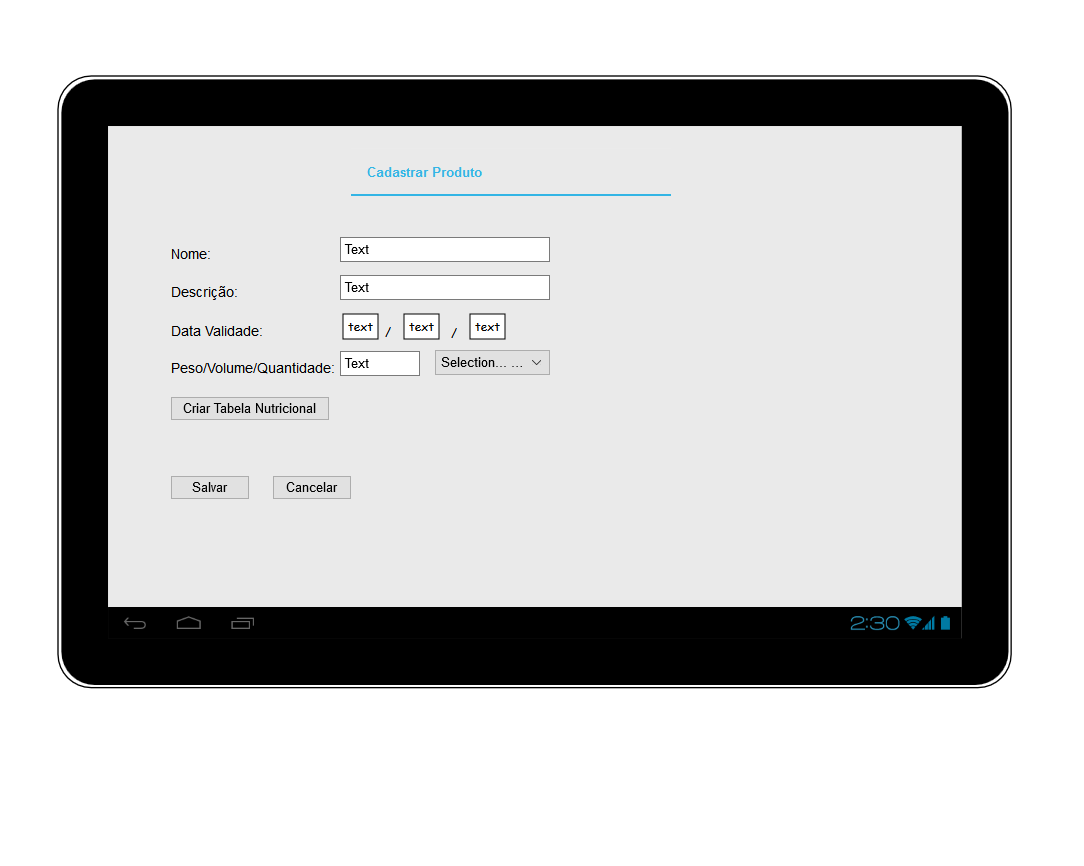 Cadastrar Produto
Nome: Text
Descrição: Text
Data Validade: text / text / text
Peso/Volume/Quantidade: Text Selection... ...
Criar Tabela Nutricional
Salvar Cancelar
2:30